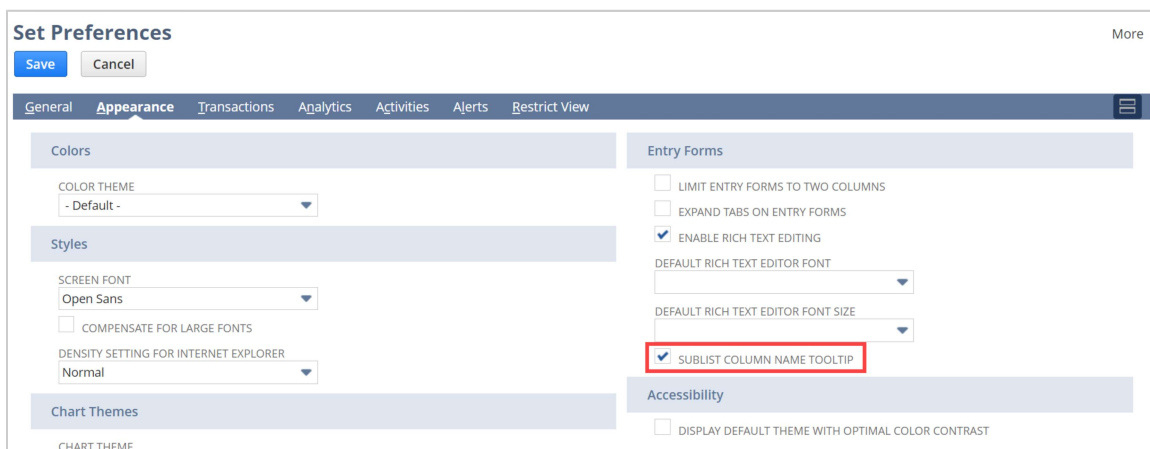 Set Preferences
More
Save Cancel
General Appearance Transactions Analytics Activities Alerts Restrict View
Colors
COLOR THEME
- Default -
Styles
SCREEN FONT
Open Sans
COMPENSATE FOR LARGE FONTS
DENSITY SETTING FOR INTERNET EXPLORER
Normal
Chart Themes
CHART THEME
Entry Forms
LIMIT ENTRY FORMS TO TWO COLUMNS
EXPAND TABS ON ENTRY FORMS
ENABLE RICH TEXT EDITING
DEFAULT RICH TEXT EDITOR FONT
DEFAULT RICH TEXT EDITOR FONT SIZE
SUBLIST COLUMN NAME TOOLTIP
Accessibility
DISPLAY DEFAULT THEME WITH OPTIMAL COLOR CONTRAST